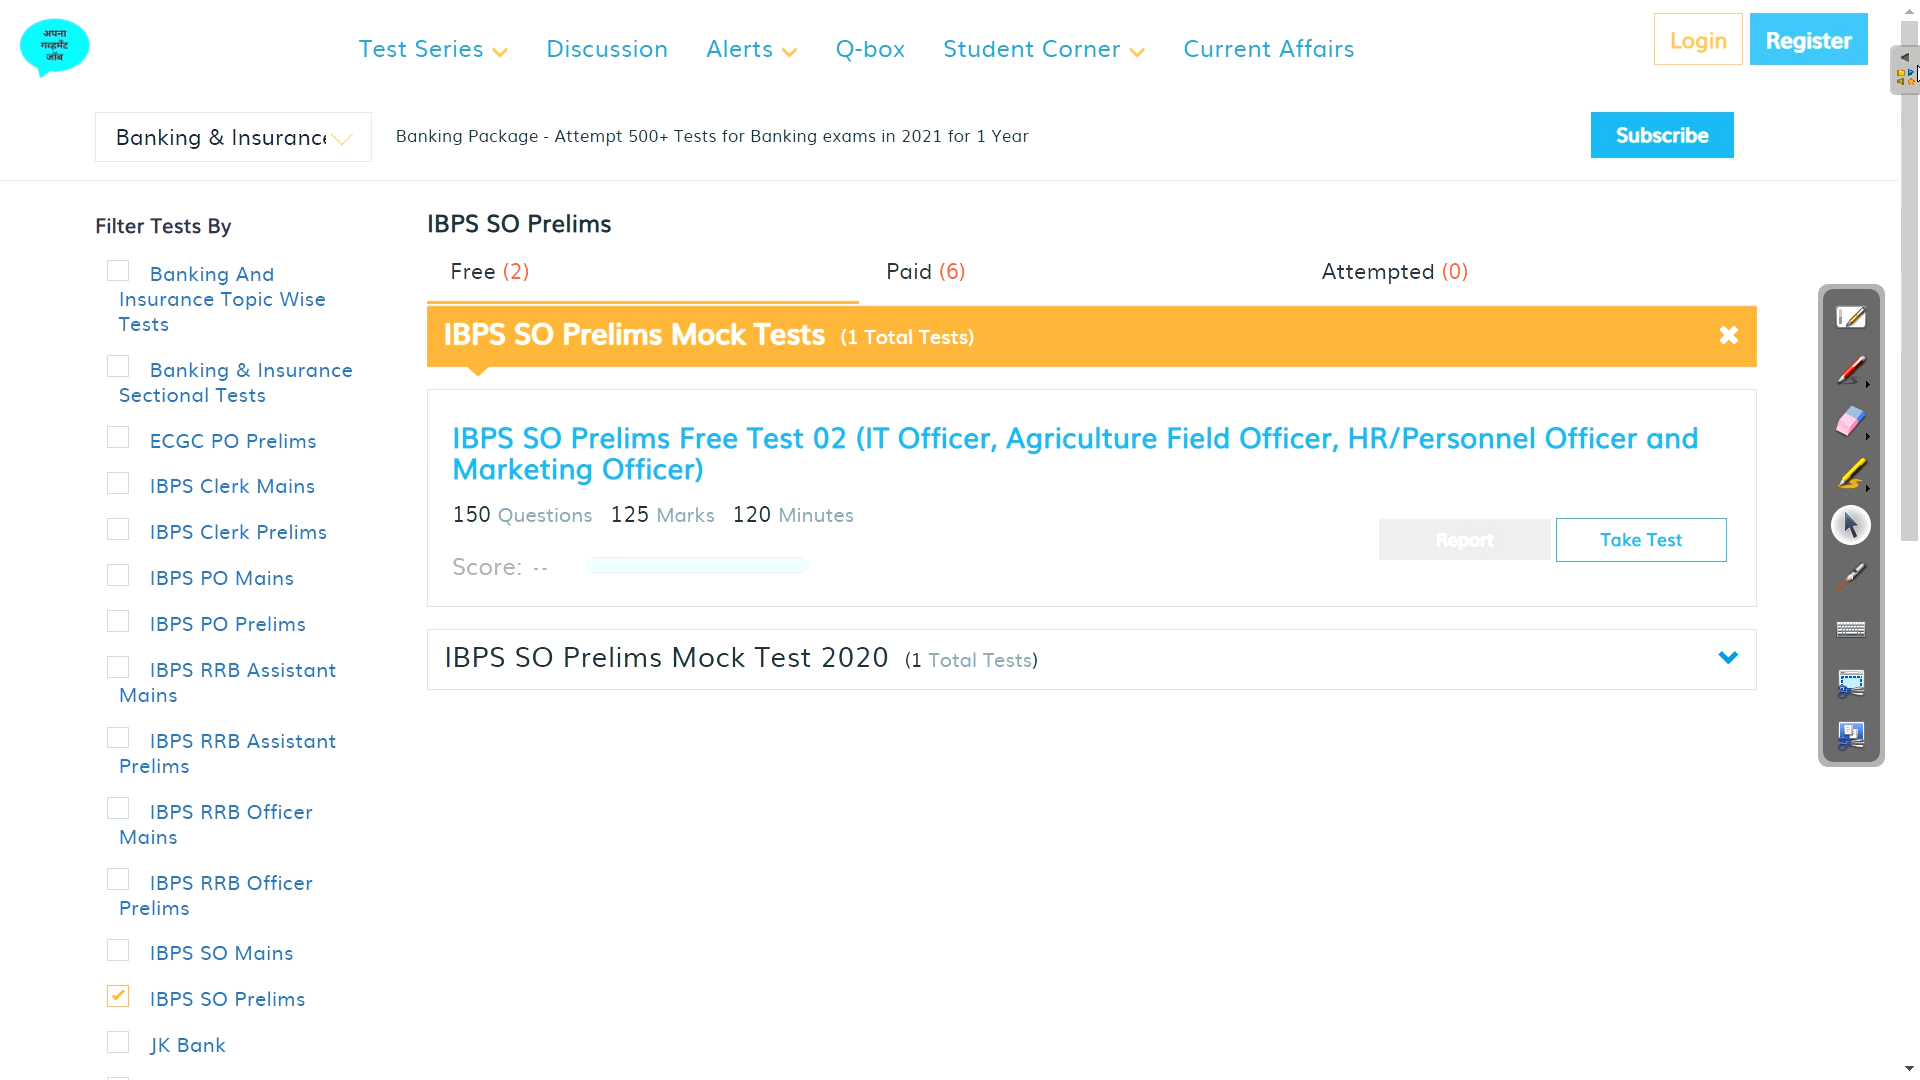 अपना
गव्हर्मेंट
जॉब
Test Series
Discussion
Alerts
Q-box
Student Corner
Current Affairs
Login
Register
Banking & Insurance
Banking Package - Attempt 500+ Tests for Banking exams in 2021 for 1 Year
Subscribe
Filter Tests By
Banking And
Insurance Topic Wise
Tests
Banking & Insurance
Sectional Tests
ECGC PO Prelims
IBPS Clerk Mains
IBPS Clerk Prelims
IBPS PO Mains
IBPS PO Prelims
IBPS RRB Assistant
Mains
IBPS RRB Assistant
Prelims
IBPS RRB Officer
Mains
IBPS RRB Officer
Prelims
IBPS SO Mains
IBPS SO Prelims
JK Bank
IBPS SO Prelims
Free (2)
Paid (6)
Attempted (0)
IBPS SO Prelims Mock Tests (1 Total Tests)
IBPS SO Prelims Free Test 02 (IT Officer, Agriculture Field Officer, HR/Personnel Officer and
Marketing Officer)
150 Questions 125 Marks 120 Minutes
Score: --
Report
Take Test
IBPS SO Prelims Mock Test 2020 (1 Total Tests)